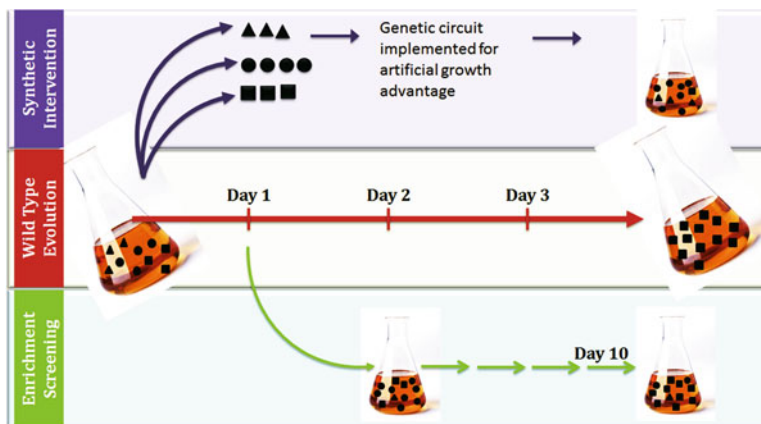 Synthetic
Intervention
Genetic circuit
implemented for
artificial growth
advantage
Wild Type
Evolution
Day 1
Day 2
Day 3
Enrichment
Screening
Day 10